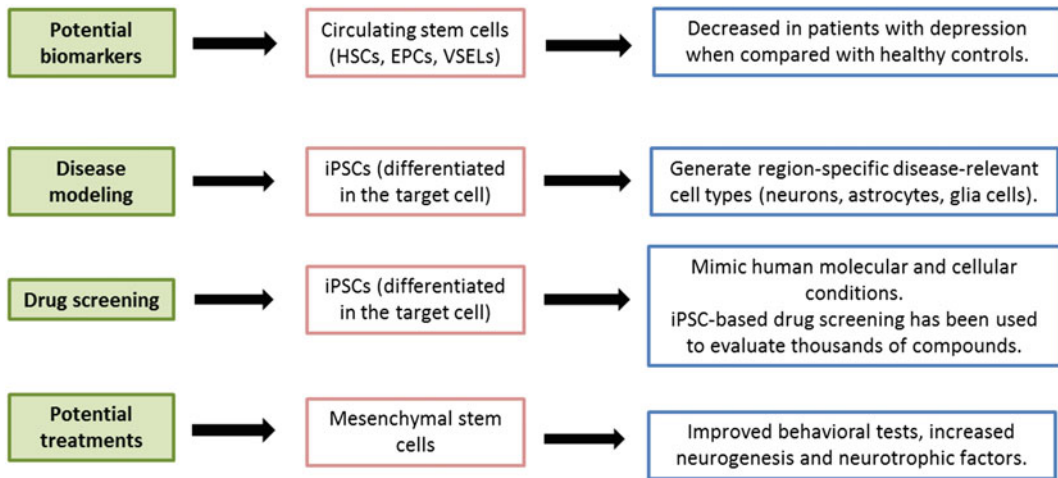 Potential
biomarkers
Circulating stem cells
(HSCs, EPCs, VSELs)
Decreased in patients with depression
when compared with healthy controls.
Disease
modeling
iPSCs (differentiated
in the target cell)
Generate region-specific disease-relevant
cell types (neurons, astrocytes, glia cells).
Drug screening
iPSCs (differentiated
in the target cell)
Mimic human molecular and cellular
conditions.
iPSC-based drug screening has been used
to evaluate thousands of compounds.
Potential
treatments
Mesenchymal stem
cells
Improved behavioral tests, increased
neurogenesis and neurotrophic factors.